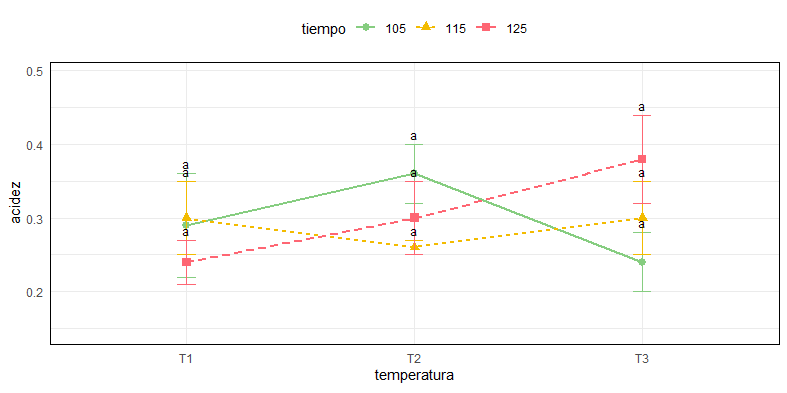 tiempo 105 115 125
0.5
0.4
0.3
0.2
acidez
a a a
a a a
a a a
T1 T2 T3
temperatura